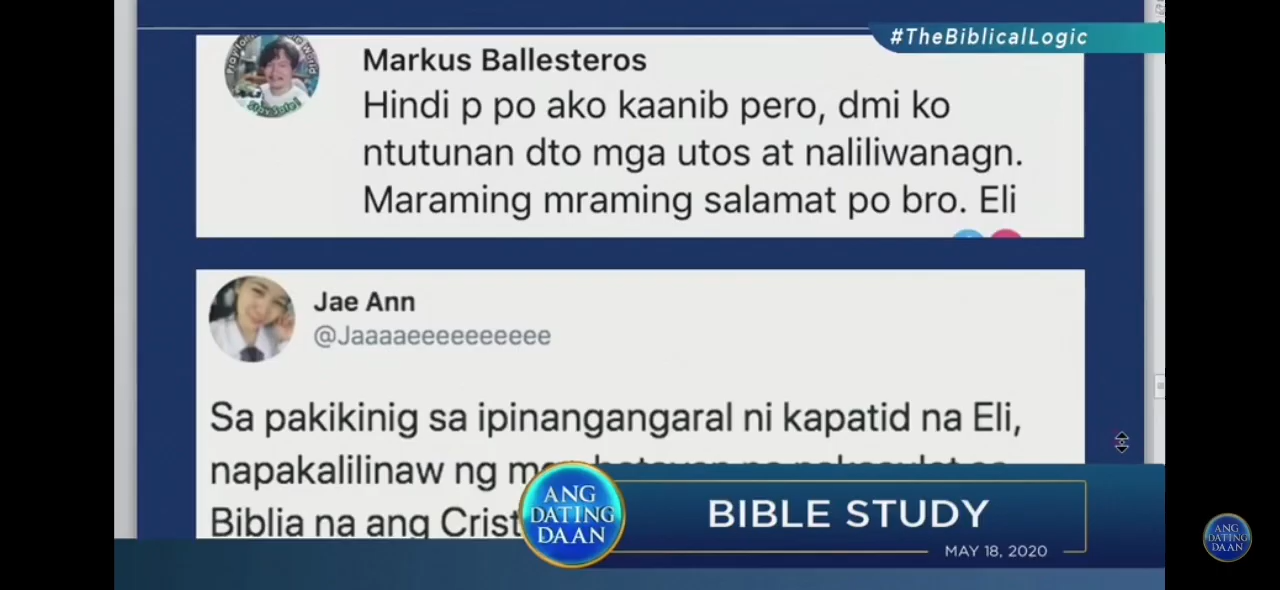 #TheBiblicalLogic
Markus Ballesteros
Hindi p po ako kaanib pero, dmi ko
ntutunan dto mga utos at naliliwanagn.
Maraming mraming salamat po bro. Eli
Jae Ann
@Jaaaaeeeeeeeeeee
Sa pakikinig sa ipinangangaral ni kapatid na Eli,
napakalilinaw ng
Biblia na ang
ANG
DATING
DAAN
BIBLE STUDY
MAY 18, 2020
ANG
DATING
DAAN